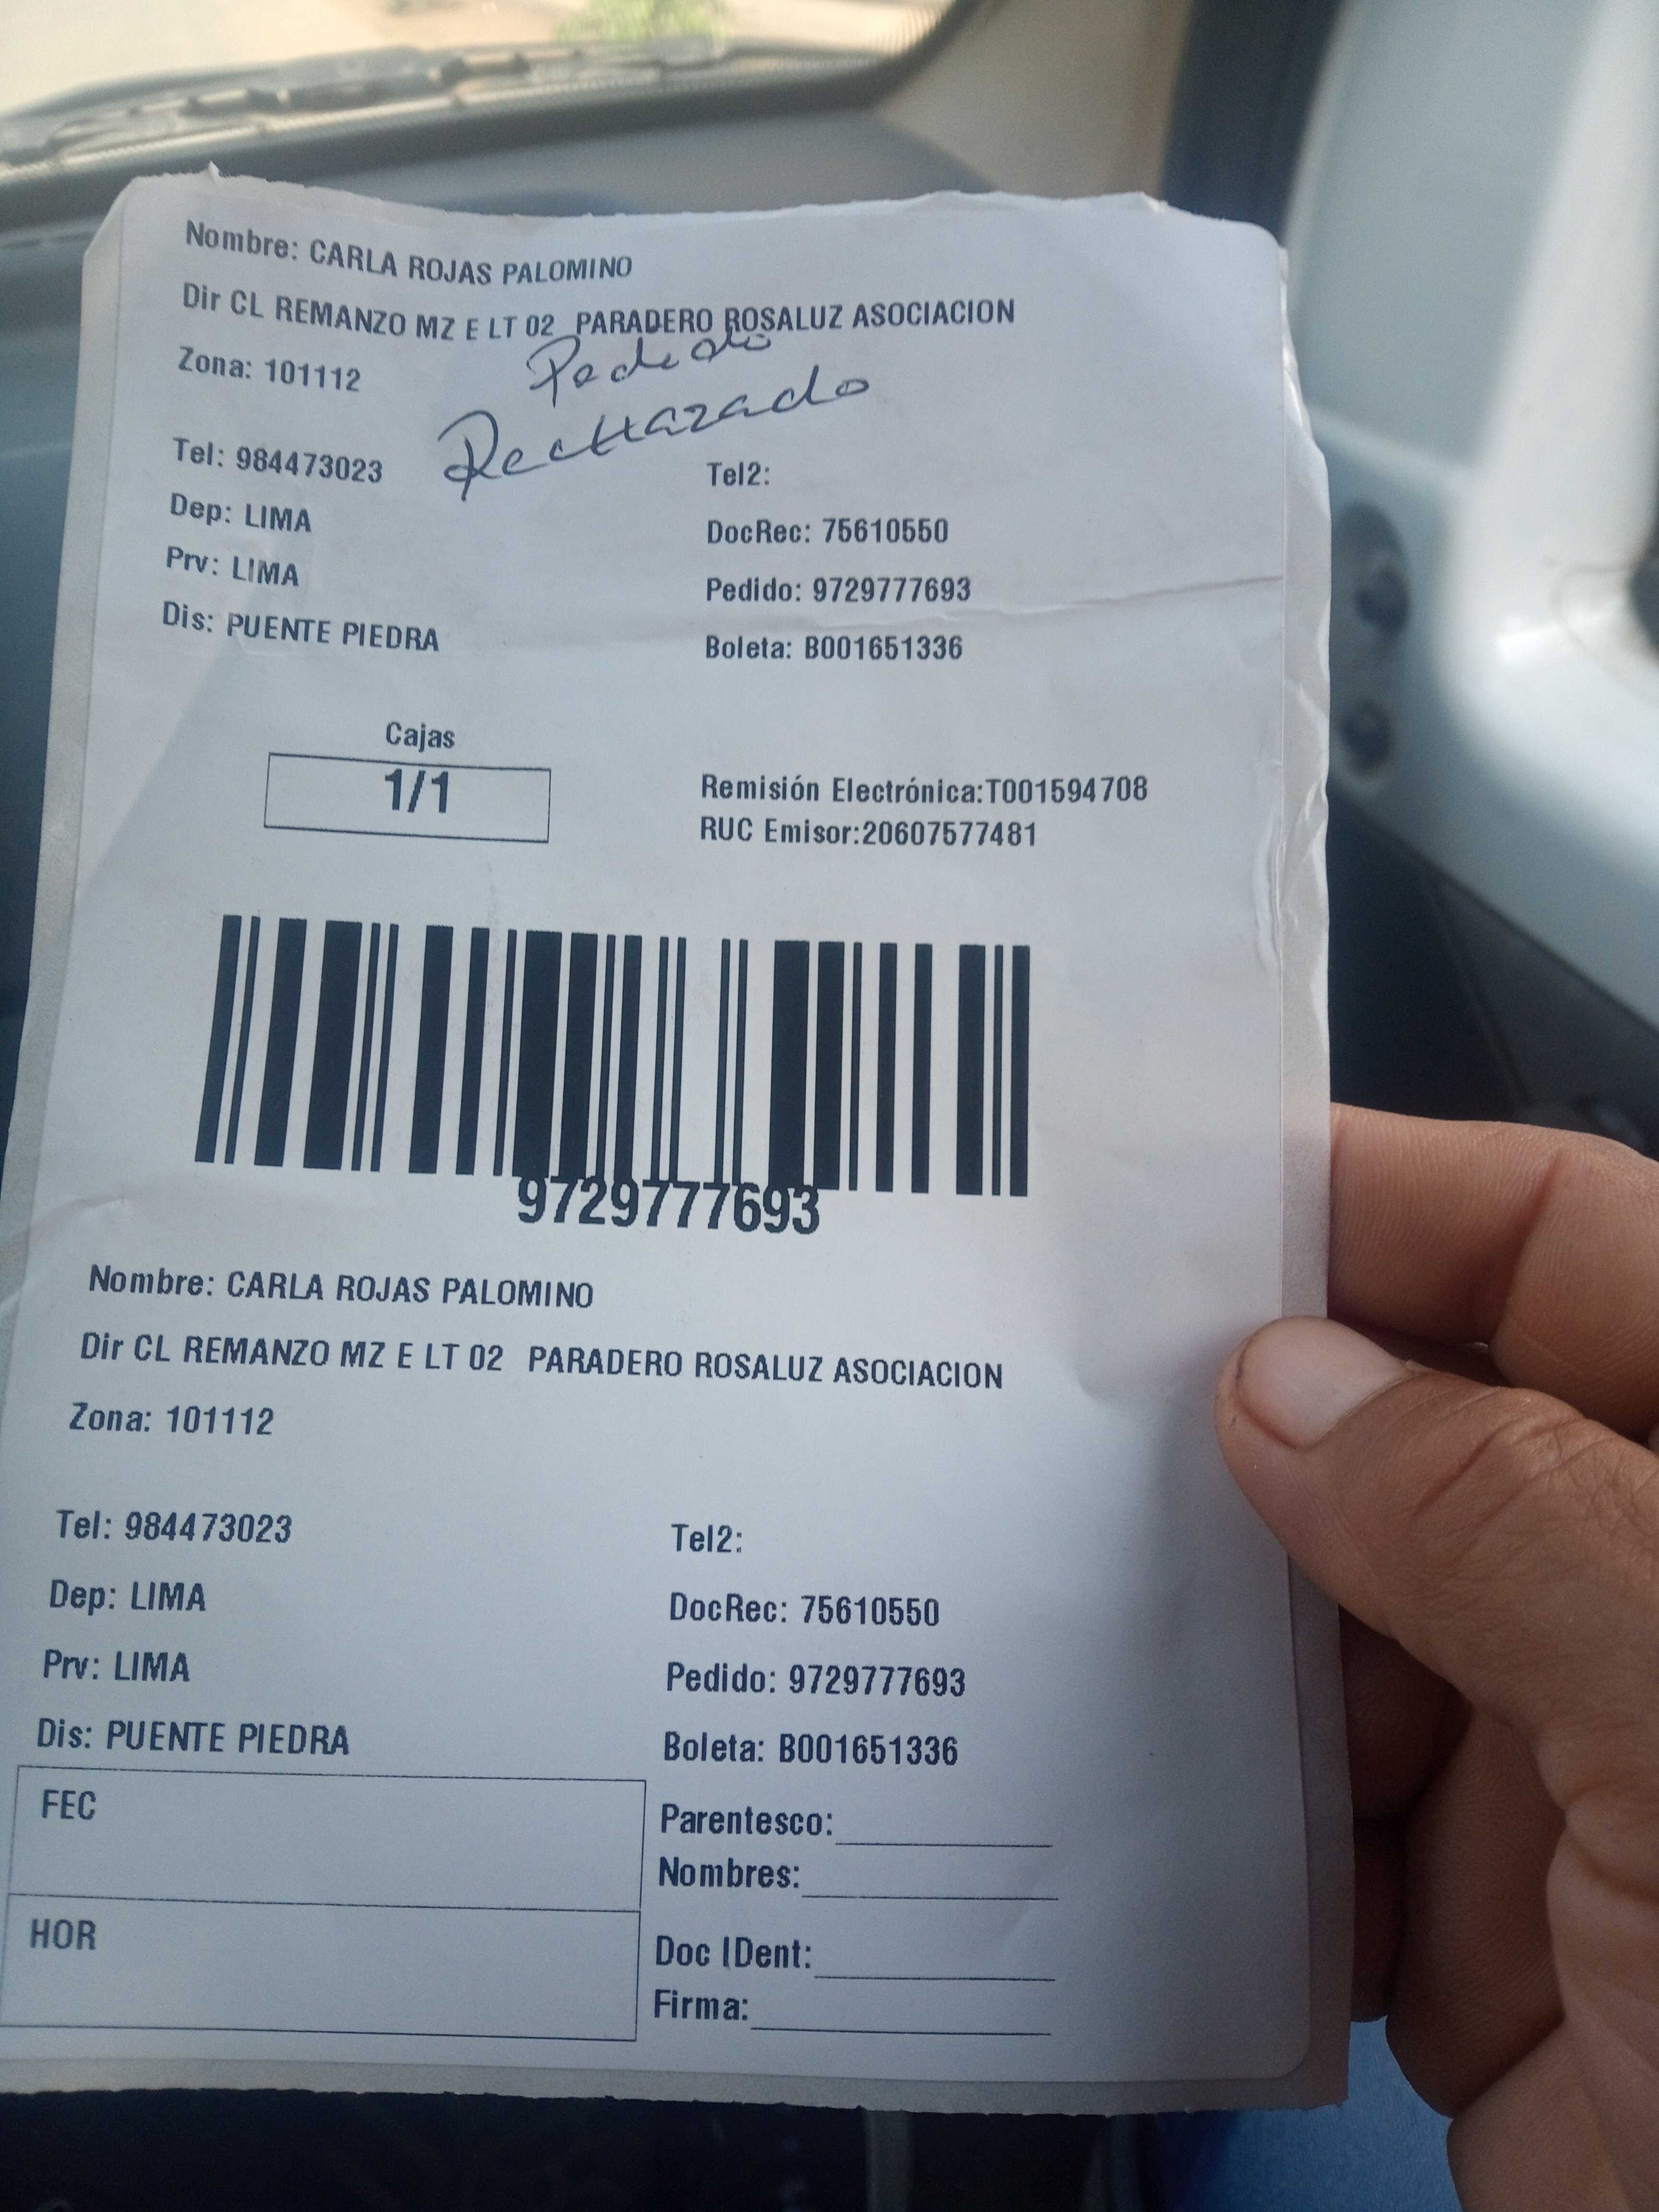 Nombre: CARLA ROJAS PALOMINO
Dir CL REMANZO MZ E LT 02 PARADERO ROSALUZ ASOCIACION
Pedido
Zona: 101112
Rechazado
Tel: 984473023
Tel2:
Dep: LIMA
DocRec: 75610550
Prv: LIMA
Pedido: 9729777693
Dis: PUENTE PIEDRA
Boleta: B001651336
Cajas
1/1
Remisión Electrónica:T001594708
RUC Emisor:20607577481
9729777693
Nombre: CARLA ROJAS PALOMINO
Dir CL REMANZO MZ E LT 02 PARADERO ROSALUZ ASOCIACION
Zona: 101112
Tel: 984473023
Tel2:
Dep: LIMA
DocRec: 75610550
Prv: LIMA
Pedido: 9729777693
Dis: PUENTE PIEDRA
Boleta: B001651336
FEC
Parentesco:
Nombres:
HOR
Doc IDent:
Firma: